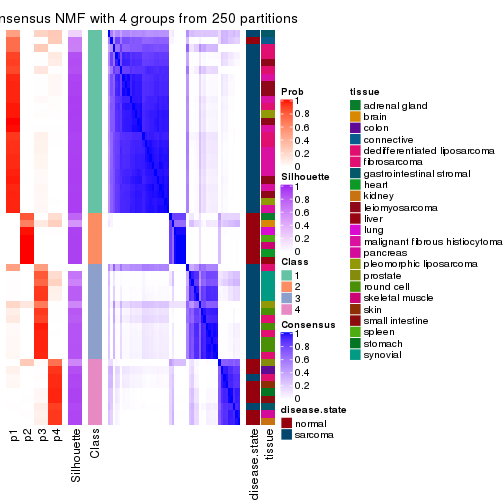 nsensus NMF with 4 groups from 250 partitions
p1
p2
p3
p4
Silhouette
Class
disease.state
tissue
Prob
1
0.8
0.6
0.4
0.2
0
Silhouette
1
0.8
0.6
0.4
0.2
0
Class
1
2
3
4
Consensus
1
0.8
0.6
0.4
0.2
0
disease.state
normal
sarcoma
tissue
adrenal gland
brain
colon
connective
dedifferentiated liposarcoma
fibrosarcoma
gastrointestinal stromal
heart
kidney
leiomyosarcoma
liver
lung
malignant fibrous histiocytoma
pancreas
pleomorphic liposarcoma
prostate
round cell
skeletal muscle
skin
small intestine
spleen
stomach
synovial